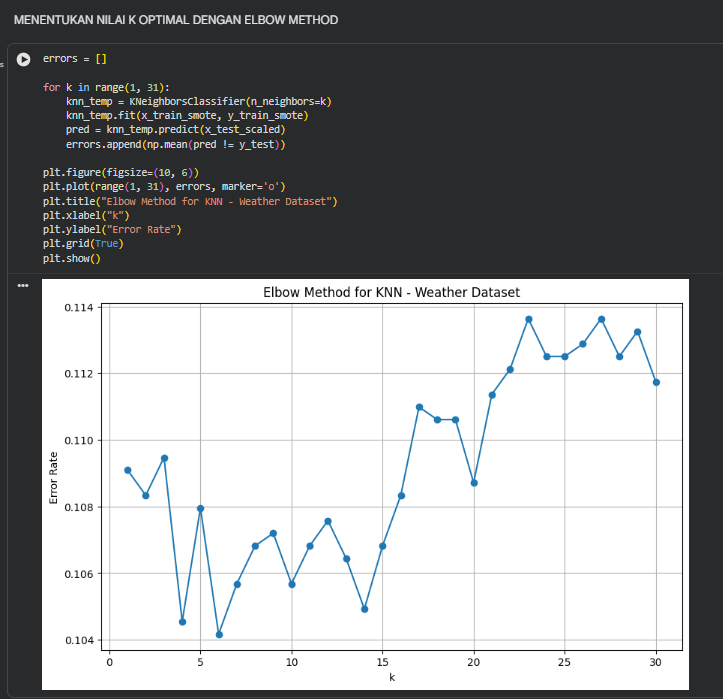 MENENTUKAN NILAI K OPTIMAL DENGAN ELBOW METHOD
s
errors = []
for k in range(1, 31):
    knn_temp = KNeighborsClassifier(n_neighbors=k)
    knn_temp.fit(x_train_smote, y_train_smote)
    pred = knn_temp.predict(x_test_scaled)
    errors.append(np.mean(pred != y_test))
plt.figure(figsize=(10, 6))
plt.plot(range(1, 31), errors, marker='o')
plt.title("Elbow Method for KNN - Weather Dataset")
plt.xlabel("k")
plt.ylabel("Error Rate")
plt.grid(True)
plt.show()
Elbow Method for KNN - Weather Dataset
0.114
0.112
0.110
0.108
0.106
0.104
Error Rate
0 5 10 15 20 25 30
k